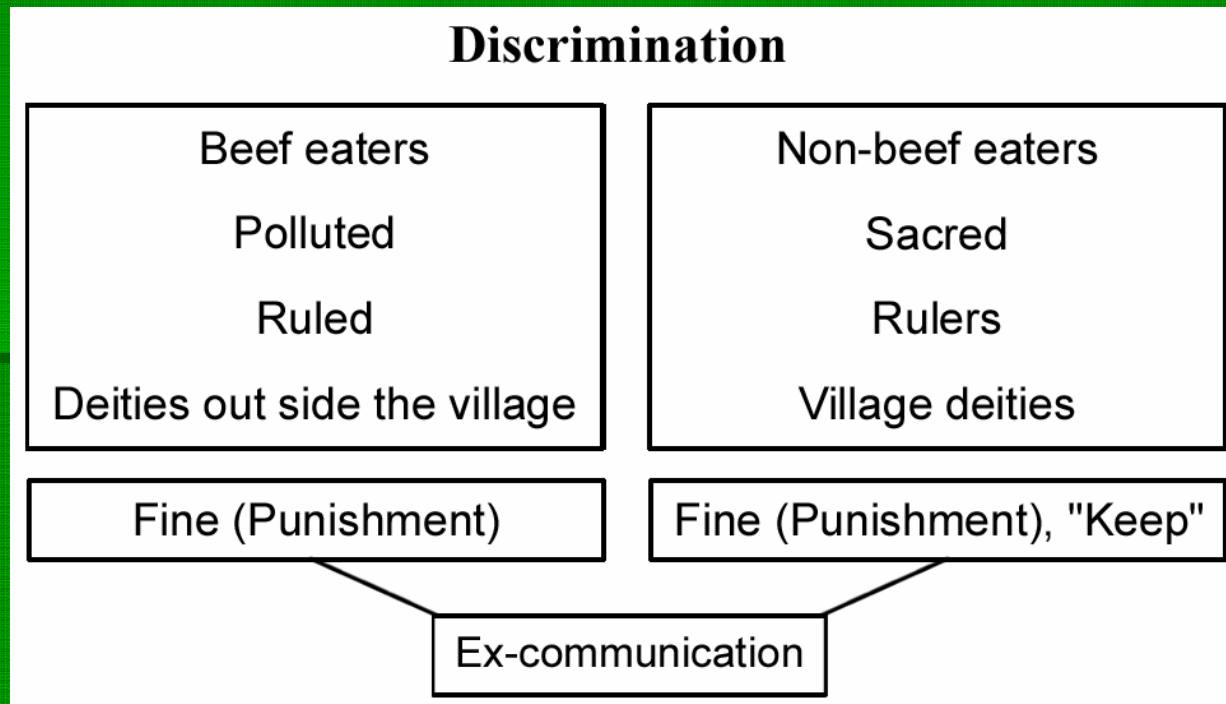 Discrimination
Beef eaters
Polluted
Ruled
Deities out side the village
Non-beef eaters
Sacred
Rulers
Village deities
Fine (Punishment)
Fine (Punishment), "Keep"
Ex-communication